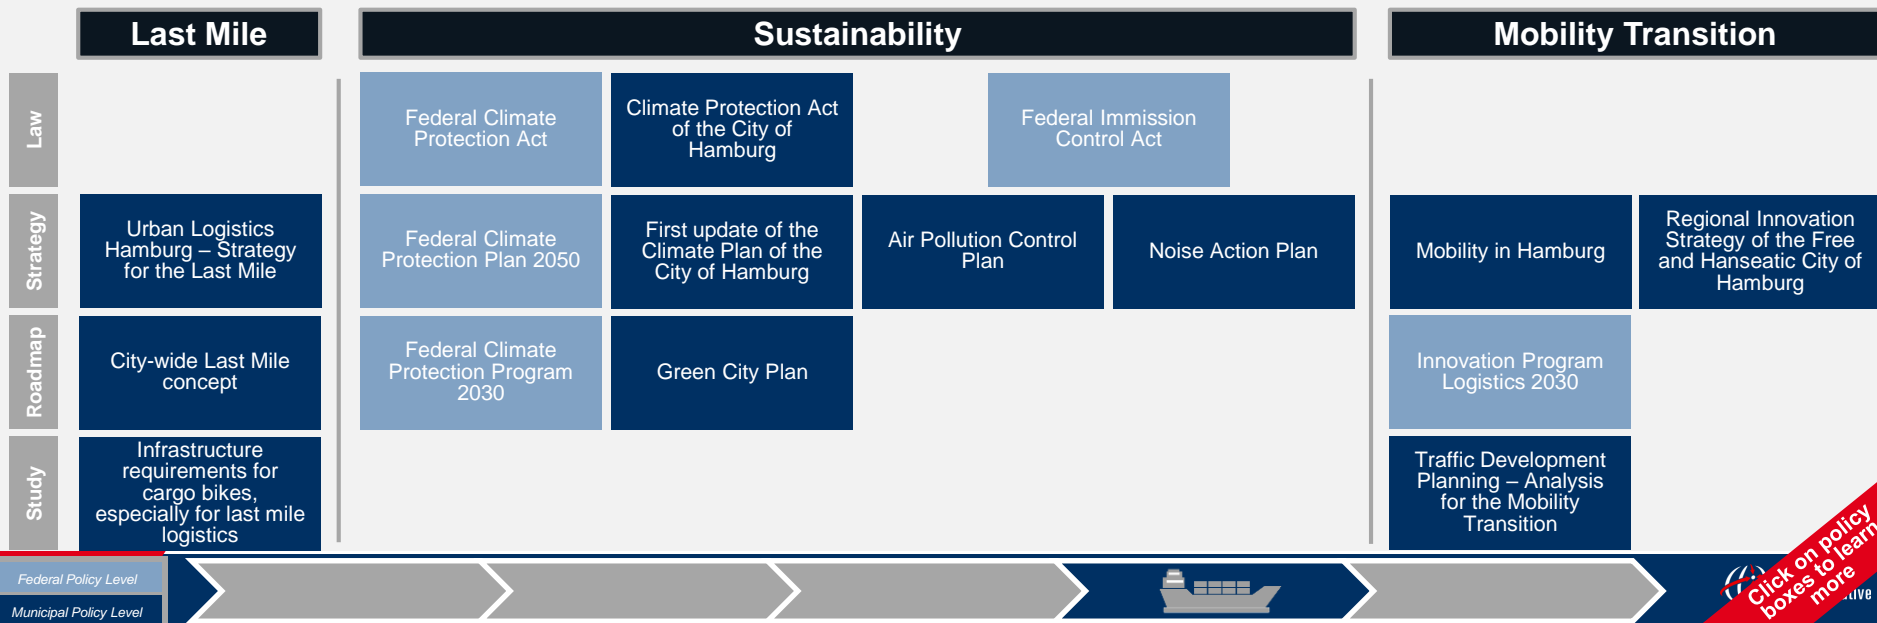 Last Mile
Sustainability
Mobility Transition
Law
Federal Climate
Protection Act
Climate Protection Act
of the City of
Hamburg
Federal Immission
Control Act
Strategy
Urban Logistics
Hamburg – Strategy
for the Last Mile
Federal Climate
Protection Plan 2050
First update of the
Climate Plan of the
City of Hamburg
Air Pollution Control
Plan
Noise Action Plan
Mobility in Hamburg
Regional Innovation
Strategy of the Free
and Hanseatic City of
Hamburg
Roadmap
City-wide Last Mile
concept
Federal Climate
Protection Program
2030
Green City Plan
Innovation Program
Logistics 2030
Study
Infrastructure
requirements for
cargo bikes,
especially for last mile
logistics
Traffic Development
Planning – Analysis
for the Mobility
Transition
Federal Policy Level
Municipal Policy Level
Click on policy
boxes to learn
more